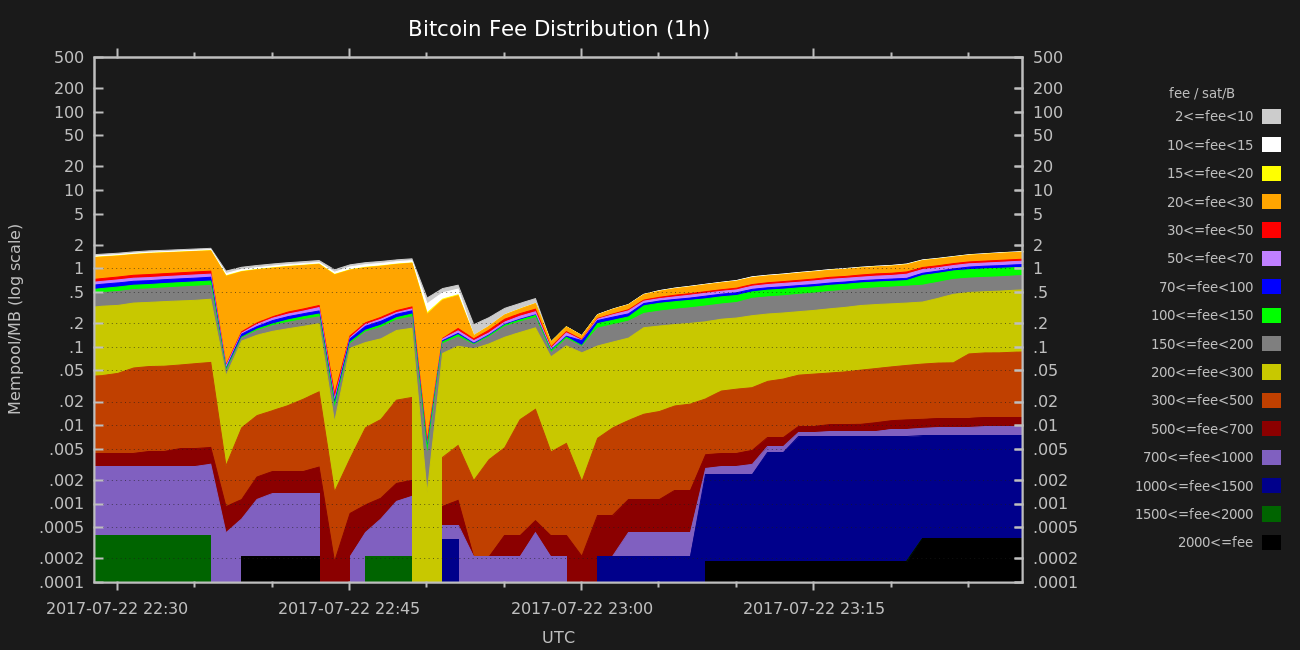 Bitcoin Fee Distribution (1h)
Mempool/MB (log scale)
500
200
100
50
20
10
5
2
1
.5
.2
.1
.05
.02
.01
.005
.002
.001
.0005
.0002
.0001
500
200
100
50
20
10
5
2
1
.5
.2
.1
.05
.02
.01
.005
.002
.001
.0005
.0002
.0001
2017-07-22 22:30
2017-07-22 22:45
2017-07-22 23:00
2017-07-22 23:15
UTC
fee / sat/B
2<=fee<10
10<=fee<15
15<=fee<20
20<=fee<30
30<=fee<50
50<=fee<70
70<=fee<100
100<=fee<150
150<=fee<200
200<=fee<300
300<=fee<500
500<=fee<700
700<=fee<1000
1000<=fee<1500
1500<=fee<2000
2000<=fee